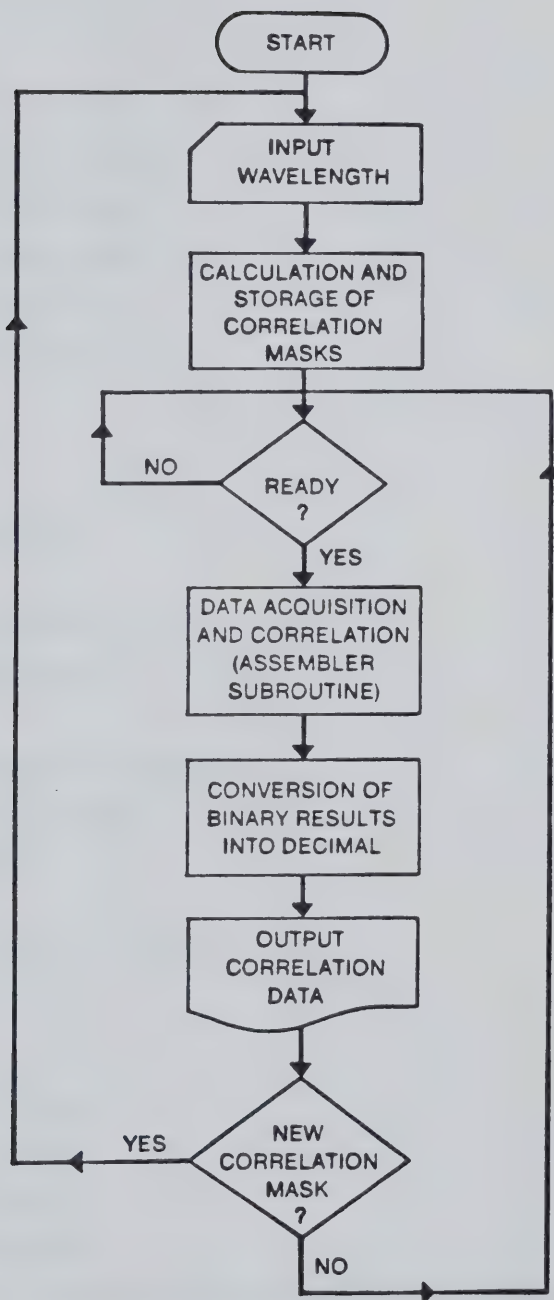 START
INPUT
WAVELENGTH
CALCULATION AND
STORAGE OF
CORRELATION
MASKS
NO
READY
?
YES
DATA ACQUISITION
AND CORRELATION
(ASSEMBLER
SUBROUTINE)
CONVERSION OF
BINARY RESULTS
INTO DECIMAL
OUTPUT
CORRELATION
DATA
YES
NEW
CORRELATION
MASK
?
NO